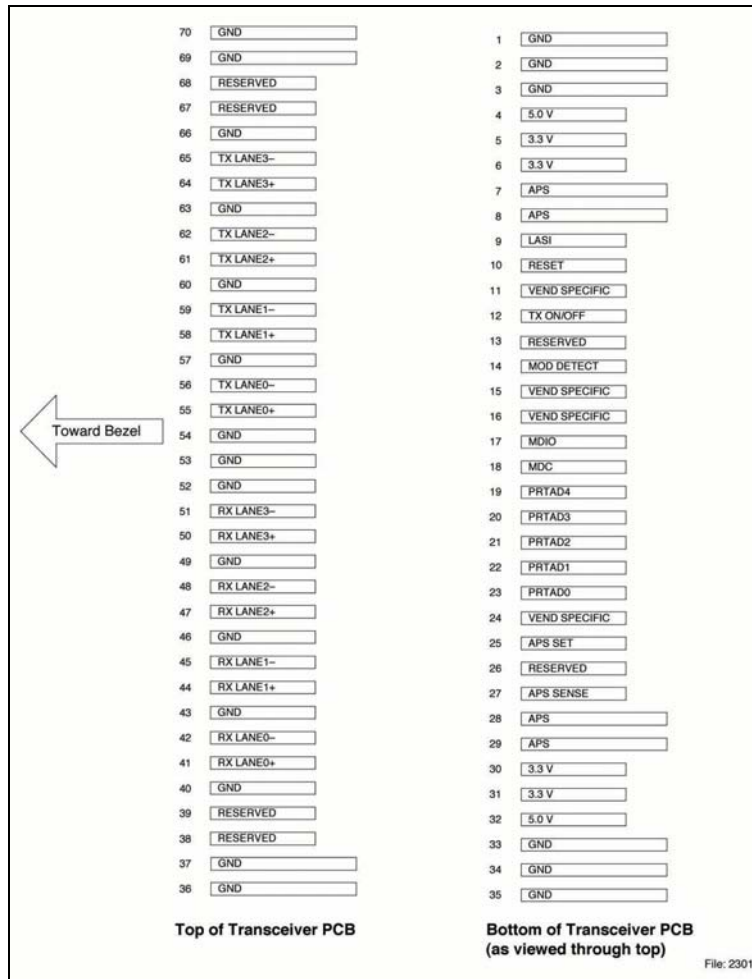 70 GND
69 GND
68 RESERVED
67 RESERVED
66 GND
65 TX LANE3–
64 TX LANE3+
63 GND
62 TX LANE2–
61 TX LANE2+
60 GND
59 TX LANE1–
58 TX LANE1+
57 GND
56 TX LANE0–
55 TX LANE0+
54 GND
53 GND
52 GND
51 RX LANE3–
50 RX LANE3+
49 GND
48 RX LANE2–
47 RX LANE2+
46 GND
45 RX LANE1–
44 RX LANE1+
43 GND
42 RX LANE0–
41 RX LANE0+
40 GND
39 RESERVED
38 RESERVED
37 GND
36 GND
Toward Bezel
Top of Transceiver PCB
1 GND
2 GND
3 GND
4 5.0 V
5 3.3 V
6 3.3 V
7 APS
8 APS
9 LASI
10 RESET
11 VEND SPECIFIC
12 TX ON/OFF
13 RESERVED
14 MOD DETECT
15 VEND SPECIFIC
16 VEND SPECIFIC
17 MDIO
18 MDC
19 PRTAD4
20 PRTAD3
21 PRTAD2
22 PRTAD1
23 PRTAD0
24 VEND SPECIFIC
25 APS SET
26 RESERVED
27 APS SENSE
28 APS
29 APS
30 3.3 V
31 3.3 V
32 5.0 V
33 GND
34 GND
35 GND
Bottom of Transceiver PCB
(as viewed through top)
File: 2301